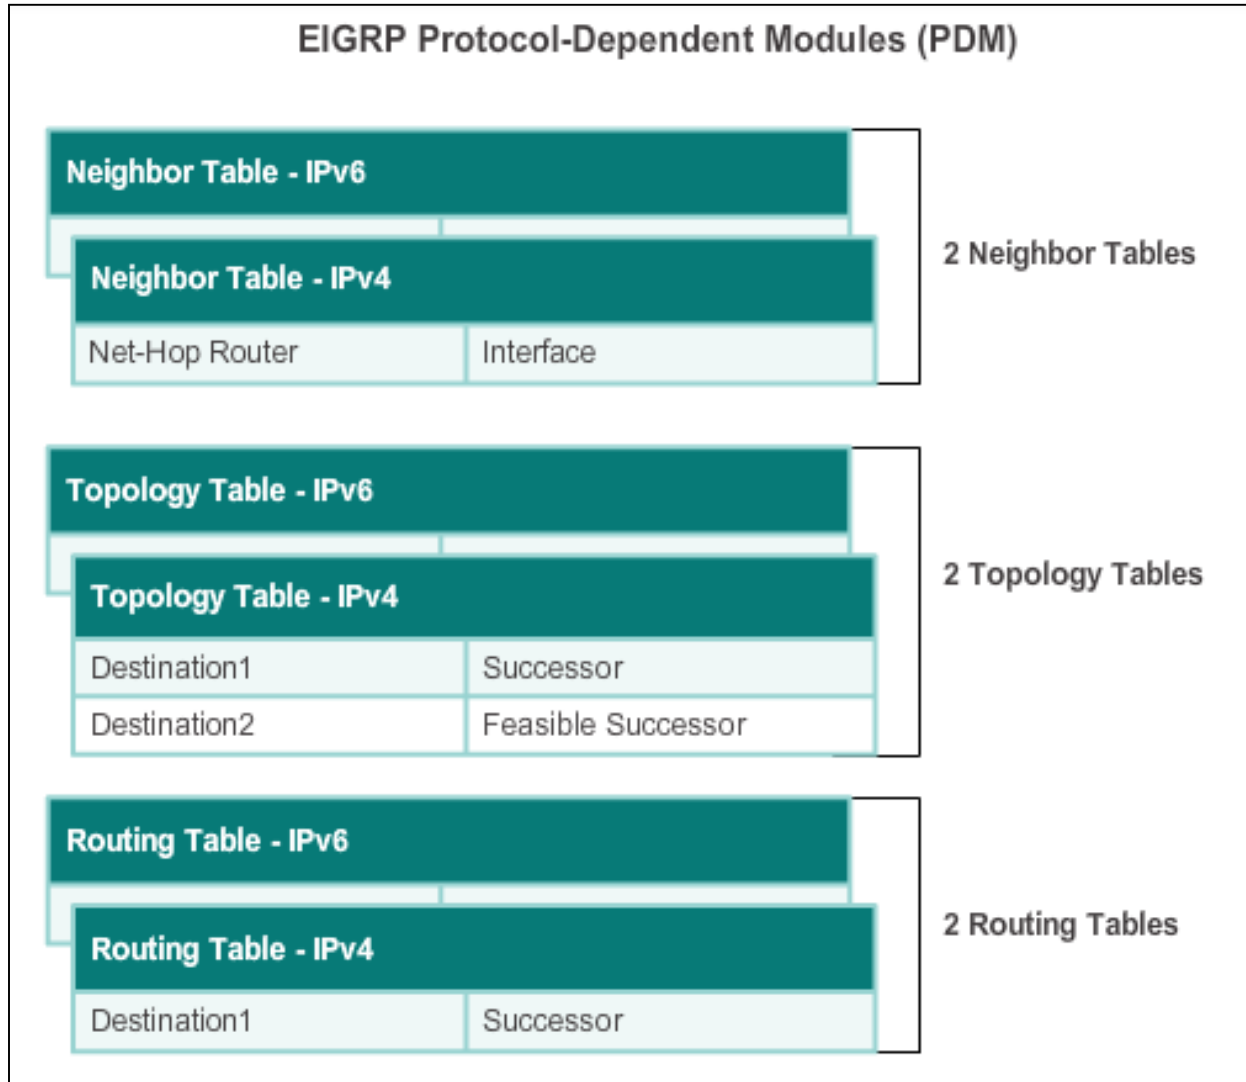 EIGRP Protocol-Dependent Modules (PDM)
Neighbor Table - IPv6
Neighbor Table - IPv4
Net-Hop Router
Interface
2 Neighbor Tables
Topology Table - IPv6
Topology Table - IPv4
Destination1
Successor
Destination2
Feasible Successor
2 Topology Tables
Routing Table - IPv6
Routing Table - IPv4
Destination1
Successor
2 Routing Tables